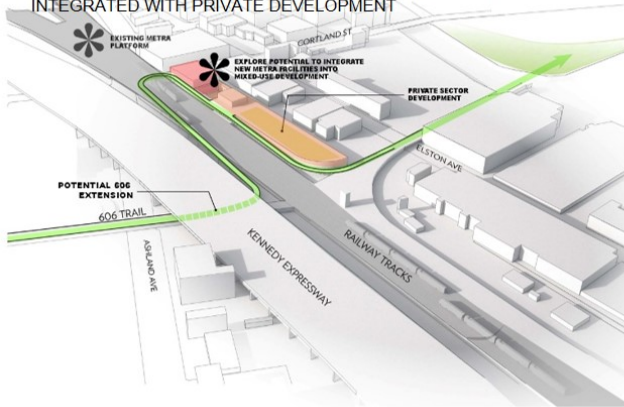 INTEGRATED WITH PRIVATE DEVELOPMENT
EXISTING METRA
PLATFORM
CORTLAND ST
EXPLORE POTENTIAL TO INTEGRATE
NEW METRA FACILITIES INTO
MIXED-USE DEVELOPMENT
PRIVATE SECTOR
DEVELOPMENT
ELSTON AVE
POTENTIAL 606
EXTENSION
606 TRAIL
ASHLAND AVE
KENNEDY EXPRESSWAY
RAILWAY TRACKS